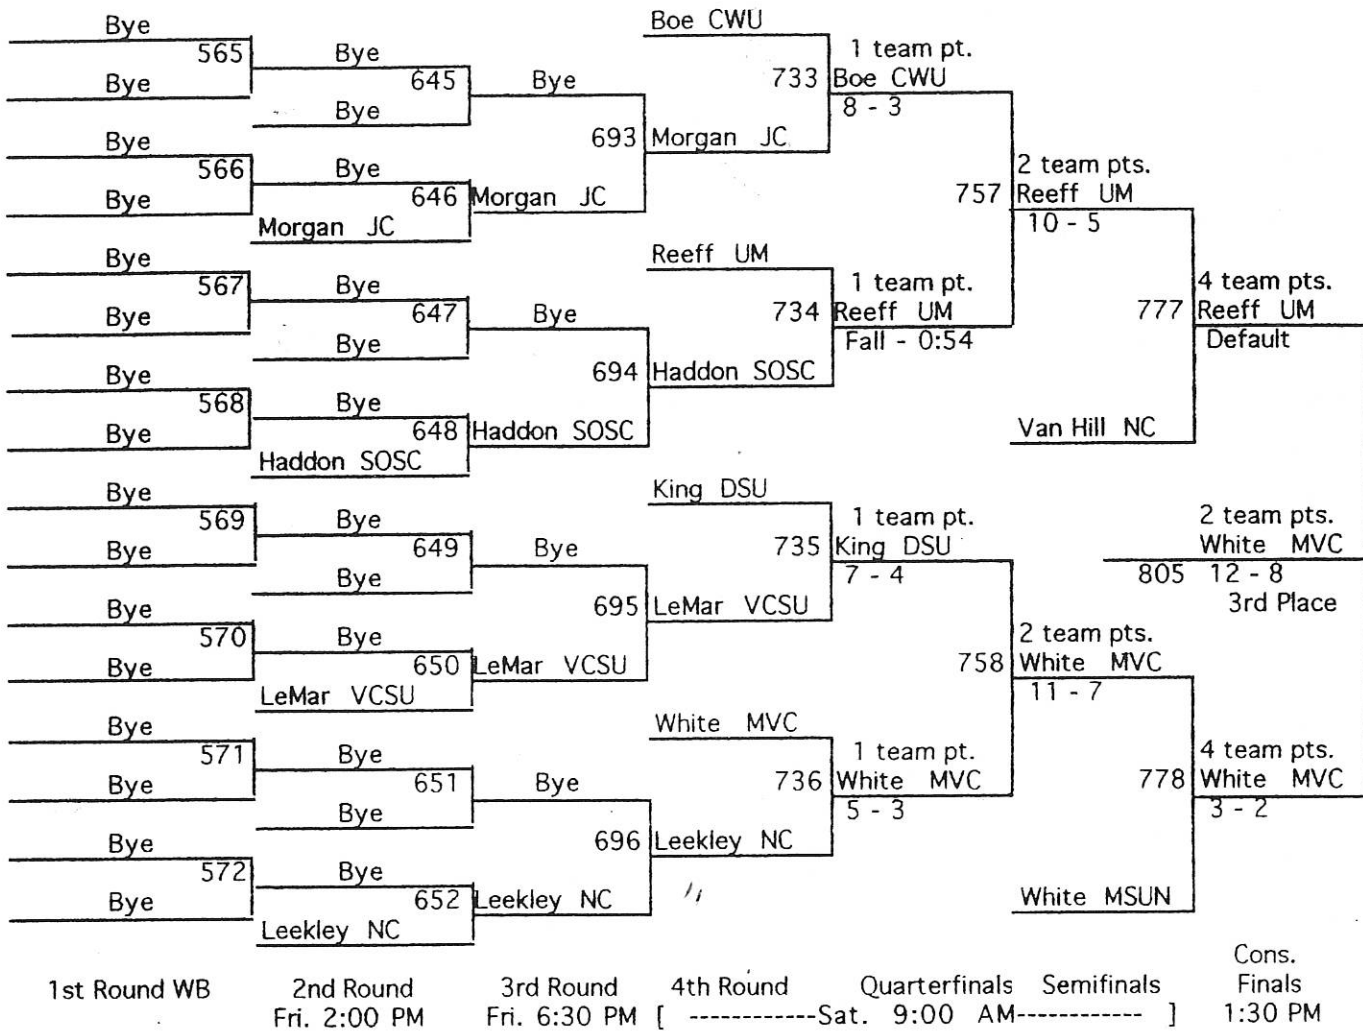 Bye
565
Bye
Bye
645
Bye
Bye
566
Bye
Bye
646
Morgan JC
Bye
693
Morgan JC
Boe CWU
733
Morgan JC
1 team pt.
Boe CWU
8 - 3
Bye
567
Bye
Bye
647
Bye
Bye
568
Bye
Bye
648
Haddon SOSC
Bye
694
Haddon SOSC
Reeff UM
734
Haddon SOSC
1 team pt.
Reeff UM
Fall - 0:54
757
2 team pts.
Reeff UM
10 - 5
777
Van Hill NC
4 team pts.
Reeff UM
Default
Bye
569
Bye
Bye
649
Bye
Bye
570
Bye
Bye
650
LeMar VCSU
Bye
695
LeMar VCSU
King DSU
735
LeMar VCSU
1 team pt.
King DSU
7 - 4
2 team pts.
White MVC
805 12 - 8
3rd Place
Bye
571
Bye
Bye
651
Bye
Bye
572
Bye
Bye
652
Leekley NC
Bye
696
Leekley NC
White MVC
736
Leekley NC
1 team pt.
White MVC
5 - 3
758
2 team pts.
White MVC
11 - 7
778
White MSUN
4 team pts.
White MVC
3 - 2
1st Round WB
2nd Round
Fri. 2:00 PM
3rd Round
Fri. 6:30 PM
4th Round
Quarterfinals
Semifinals
[ ------------Sat. 9:00 AM------------ ]
Cons.
Finals
1:30 PM